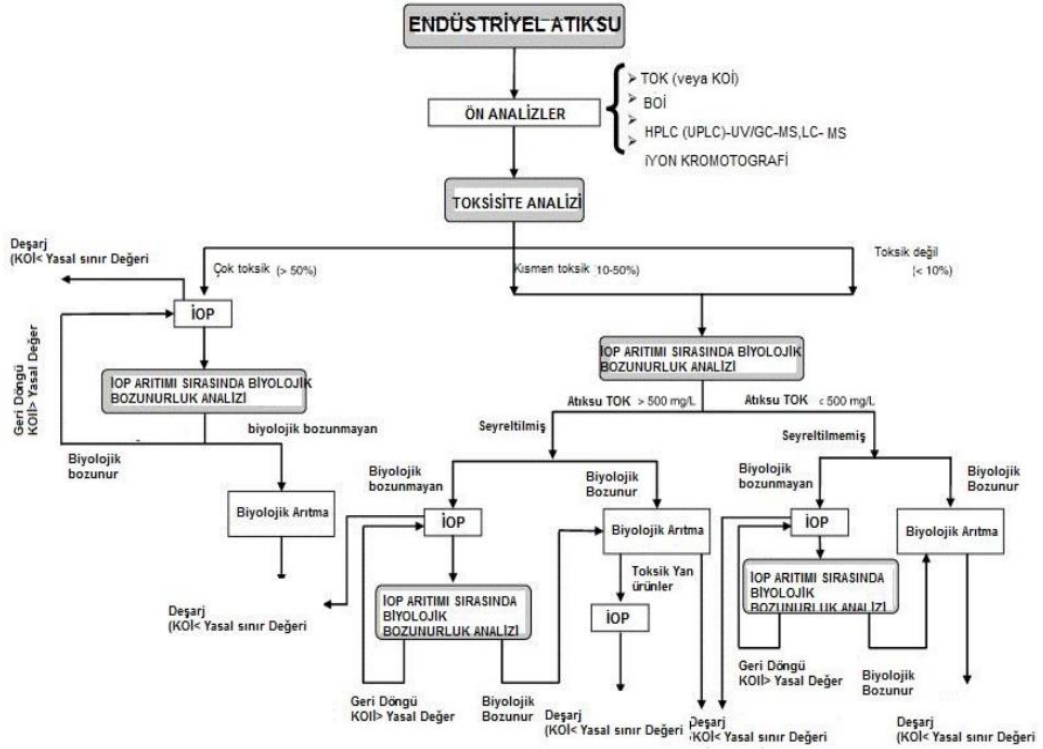 ENDÜSTRİYEL ATIKSU
ÖN ANALİZLER
➢ TOK (veya KOİ)
➢ BOİ
➢
➢ HPLC (UPLC)-UV/GC-MS,LC- MS
İYON KROMOTOGRAFİ
TOKSİSİTE ANALİZİ
Deşarj
(KOİ< Yasal sınır Değeri
Çok toksik (> 50%)
Kısmen toksik 10-50%)
Toksik değil
(< 10%)
İOP
Geri Döngü
KOİİ> Yasal Değer
İOP ARITIMI SIRASINDA BİYOLOJİK
BOZUNURLUK ANALİZİ
İOP ARITIMI SIRASINDA BİYOLOJİK
BOZUNURLUK ANALİZİ
Atıksu TOK > 500 mg/L
Atıksu TOK < 500 mg/L
biyolojik bozunmayan
Biyolojik
bozunur
Seyreltilmiş
Seyreltilmemiş
Biyolojik Arıtma
Biyolojik
bozunmayan
Biyolojik
Bozunur
Biyolojik
bozunmayan
Biyolojik
Bozunur
İOP
Biyolojik Arıtma
İOP
Biyolojik Arıtma
Deşarj
(KOİ< Yasal sınır Değeri
İOP ARITIMI SIRASINDA
BİYOLOJİK
BOZUNURLUK ANALİZİ
Toksik Yan
ürünler
İOP
İOP ARITIMI SIRASINDA
BİYOLOJİK
BOZUNURLUK ANALİZİ
Geri Döngü
KOİİ> Yasal Değer
Biyolojik
Bozunur
Geri Döngü
KOİİ> Yasal Değer
Biyolojik
Bozunur
Deşarj
(KOİ< Yasal sınır Değeri
Deşarj
(KOİ< Yasal sınır Değeri
Deşarj
(KOİ< Yasal sınır Değeri